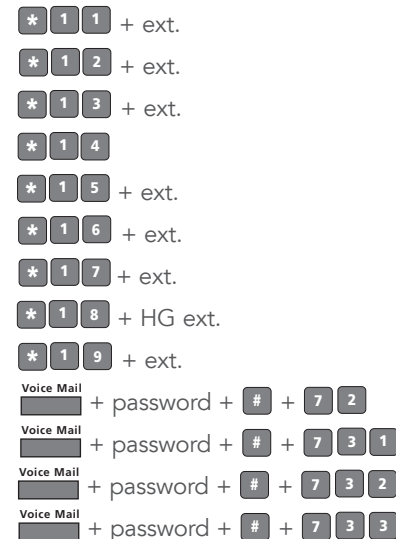 * 1 1 + ext.
* 1 2 + ext.
* 1 3 + ext.
* 1 4
* 1 5 + ext.
* 1 6 + ext.
* 1 7 + ext.
* 1 8 + HG ext.
* 1 9 + ext.
Voice Mail
+ password + # + 7 2
Voice Mail
+ password + # + 7 3 1
Voice Mail
+ password + # + 7 3 2
Voice Mail
+ password + # + 7 3 3